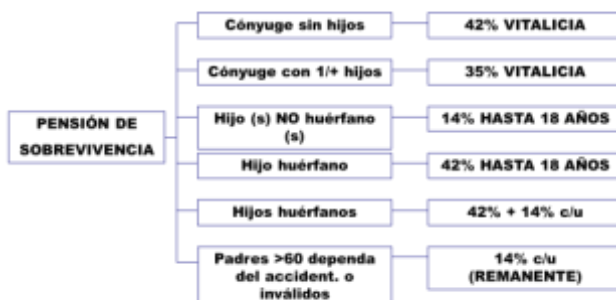 PENSIÓN DE
SOBREVIVENCIA
Cónyuge sin hijos
42% VITALICIA
Cónyuge con 1/+ hijos
35% VITALICIA
Hijo (s) NO huérfano
(s)
14% HASTA 18 AÑOS
Hijo huérfano
42% HASTA 18 AÑOS
Hijos huérfanos
42% + 14% c/u
Padres >60 dependa
del accident. o
inválidos
14% c/u
(REMANENTE)